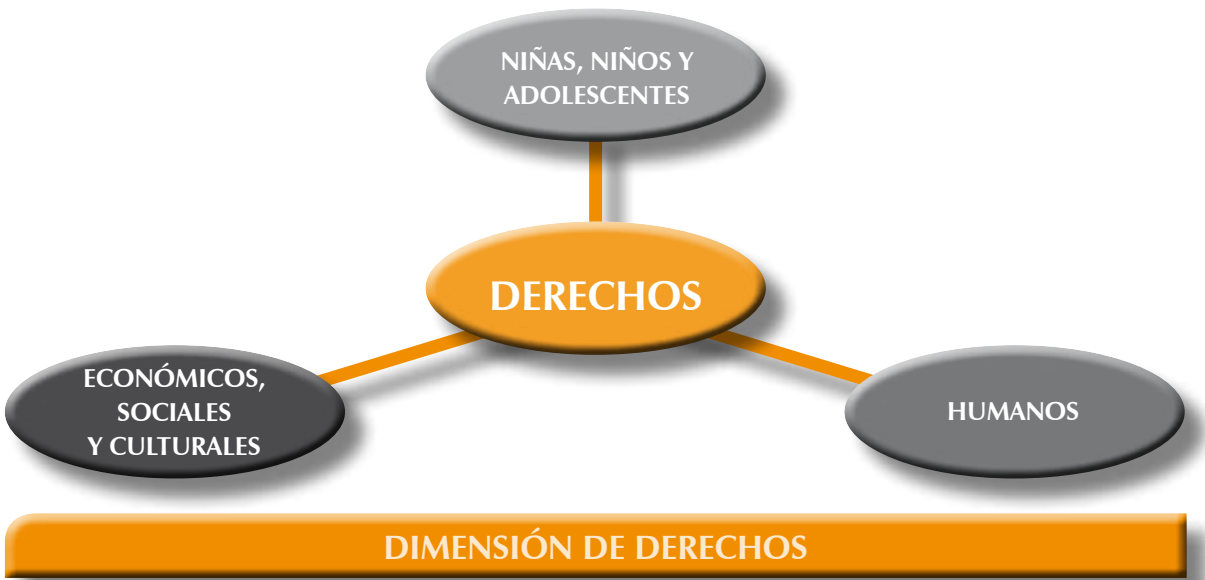 NIÑAS, NIÑOS Y
ADOLESCENTES
DERECHOS
ECONÓMICOS,
SOCIALES
Y CULTURALES
HUMANOS
DIMENSIÓN DE DERECHOS